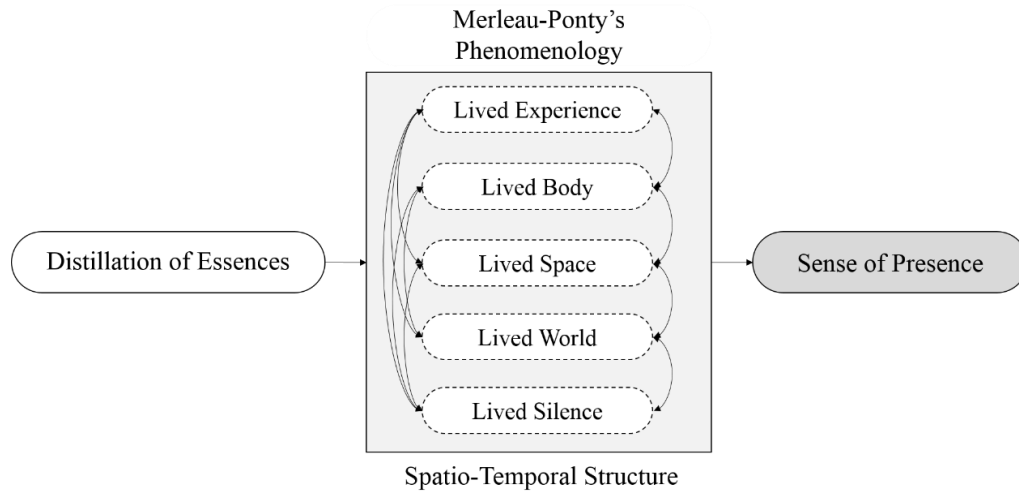 Merleau-Ponty's
Phenomenology
Lived Experience
Lived Body
Distillation of Essences
Lived Space
Sense of Presence
Lived World
Lived Silence
Spatio-Temporal Structure